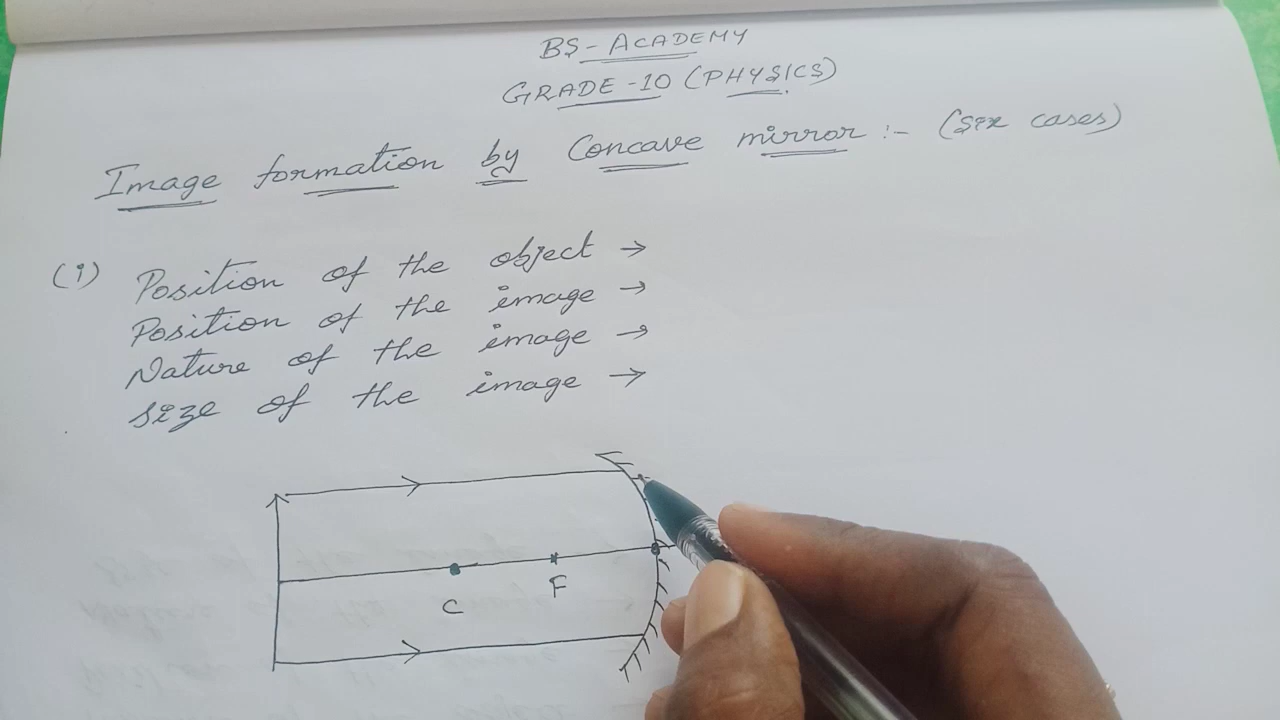 BS-ACADEMY
GRADE-10 (PHYSICS)
Image formation by Concave mirror :- (Six cases)
(i) Position of the object →
Position of the image →
Nature of the image →
size of the image →
C F